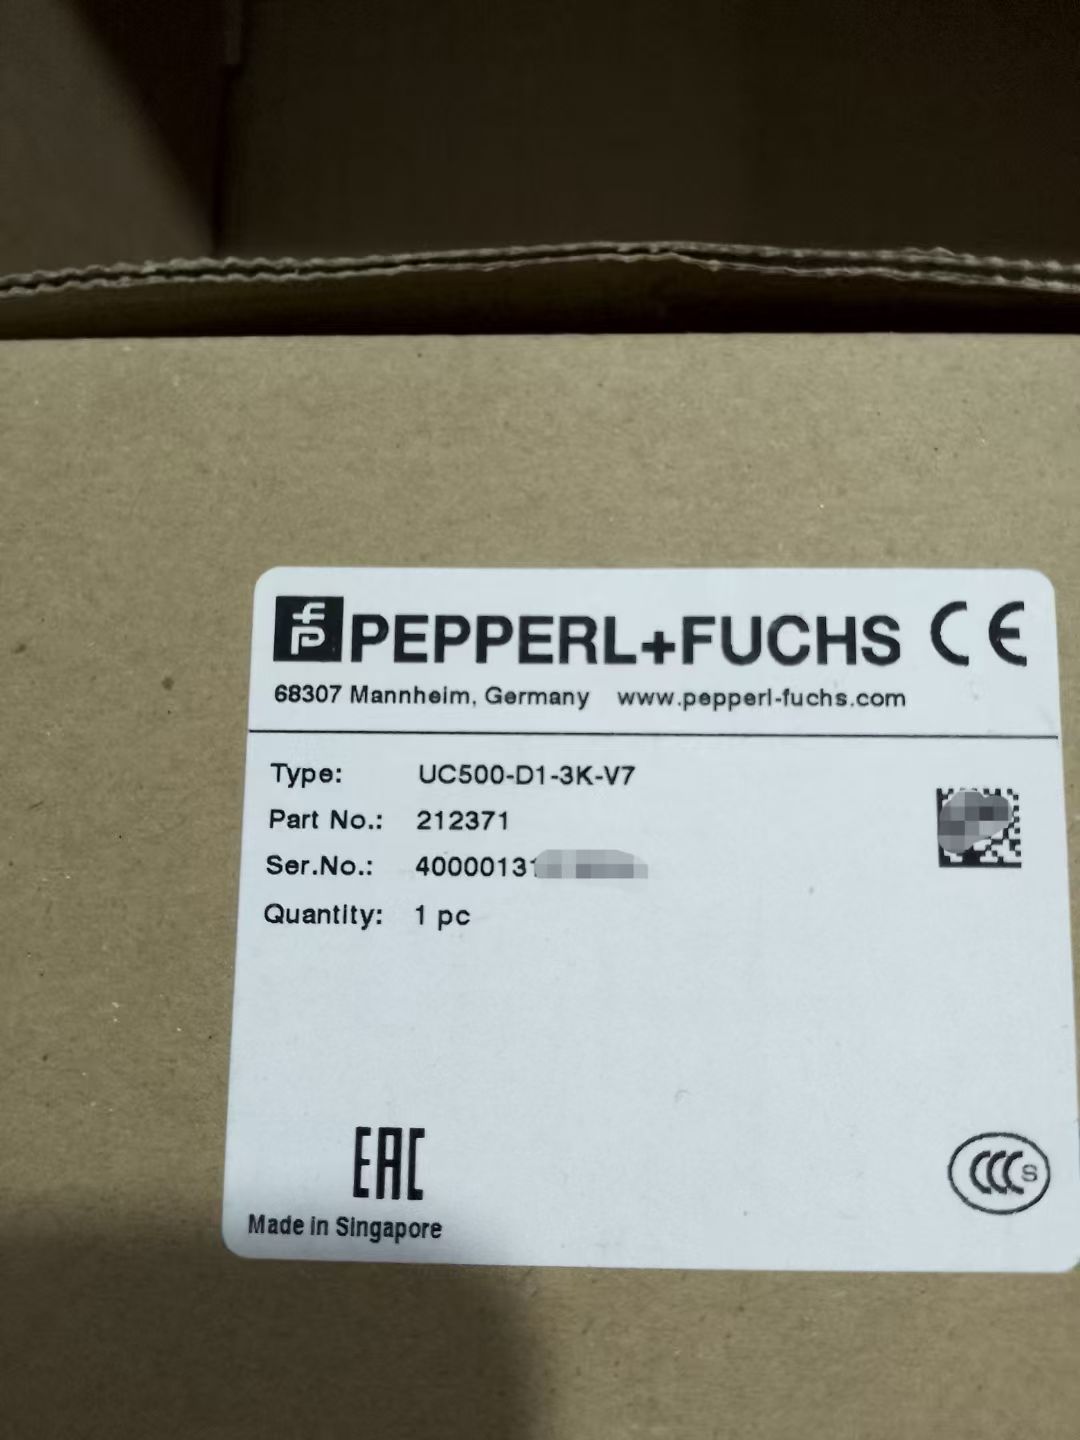 PEPPERL+FUCHS CE
68307 Mannheim, Germany www.pepperl-fuchs.com
Type: UC500-D1-3K-V7
Part No.: 212371
Ser.No.: 40000131
Quantity: 1 pc
EAC
CCC S
Made in Singapore